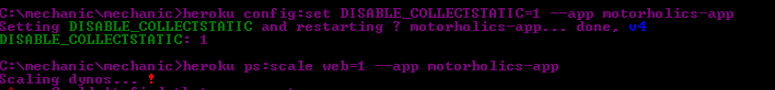 C:\mechanic\mechanic>heroku config:set DISABLE_COLLECTSTATIC=1 --app motorholics-app
Setting DISABLE_COLLECTSTATIC and restarting ? motorholics-app... done, v4
DISABLE_COLLECTSTATIC: 1
C:\mechanic\mechanic>heroku ps:scale web=1 --app motorholics-app
Scaling dynos... !